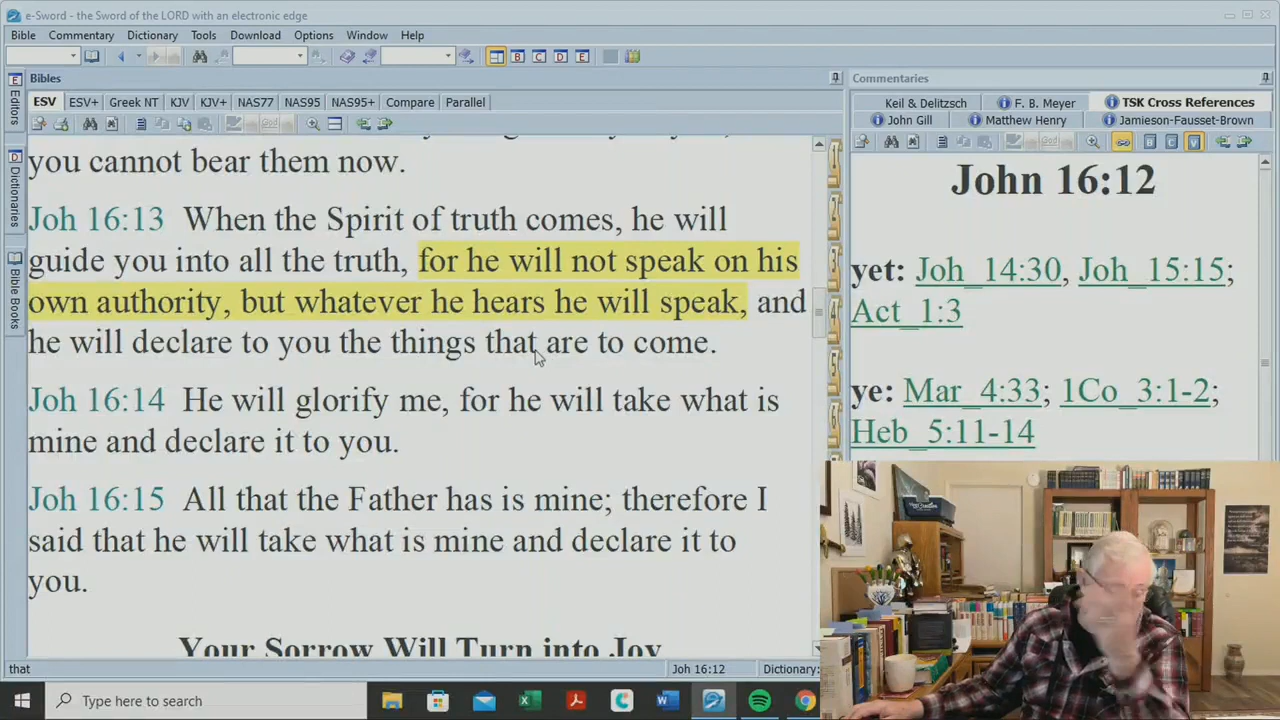 e-Sword - the Sword of the LORD with an electronic edge
Bible Commentary Dictionary Tools Download Options Window Help
B C D E
Bibles
ESV ESV+ Greek NT KJV KJV+ NAS77 NAS95 NAS95+ Compare Parallel
Editors
Dictionaries
Bible Books
you cannot bear them now.
Joh 16:13 When the Spirit of truth comes, he will
guide you into all the truth, for he will not speak on his
own authority, but whatever he hears he will speak, and
he will declare to you the things that are to come.
Joh 16:14 He will glorify me, for he will take what is
mine and declare it to you.
Joh 16:15 All that the Father has is mine; therefore I
said that he will take what is mine and declare it to
you.
Your Sorrow Will Turn into Joy
that Joh 16:12 Dictionary:
Commentaries
Keil & Delitzsch F. B. Meyer TSK Cross References
John Gill Matthew Henry Jamieson-Fausset-Brown
John 16:12
yet: Joh_14:30, Joh_15:15;
Act_1:3
ye: Mar_4:33; 1Co_3:1-2;
Heb_5:11-14
Type here to search